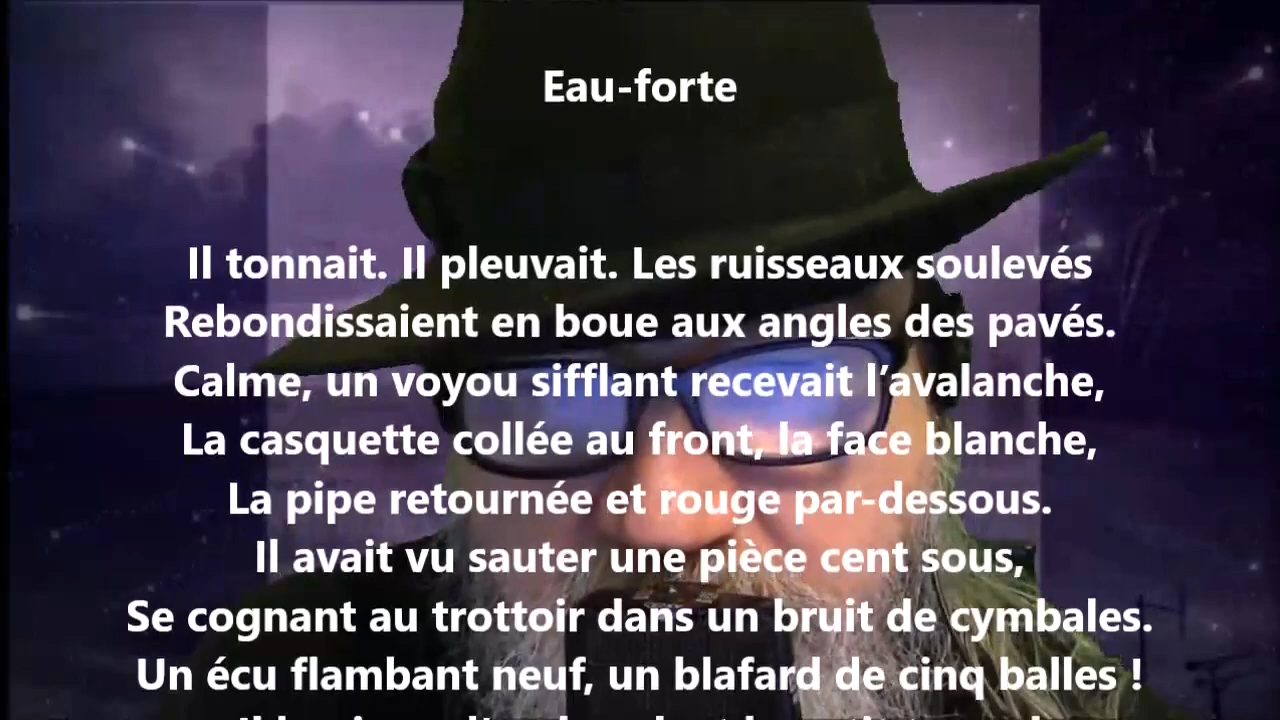 Eau-forte
Il tonnait. Il pleuvait. Les ruisseaux soulevés
Rebondissaient en boue aux angles des pavés.
Calme, un voyou sifflant recevait l’avalanche,
La casquette collée au front, la face blanche,
La pipe retournée et rouge par-dessous.
Il avait vu sauter une pièce cent sous,
Se cognant au trottoir dans un bruit de cymbales.
Un écu flambant neuf, un blafard de cinq balles !